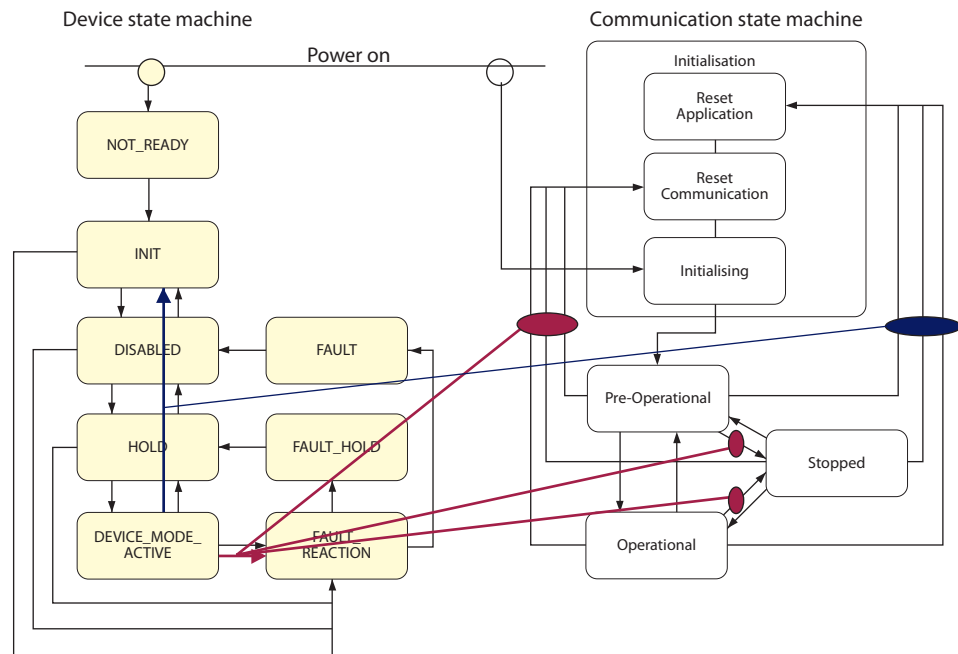 Device state machine
Communication state machine
Power on
Initialisation
Reset
Application
NOT_READY
Reset
Communication
INIT
Initialising
DISABLED
FAULT
Pre-Operational
HOLD
FAULT_HOLD
Stopped
DEVICE_MODE_
ACTIVE
FAULT_
REACTION
Operational